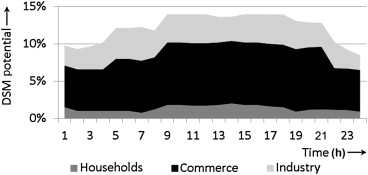 DSM potential
15%
10%
5%
0%
1 3 5 7 9 11 13 15 17 19 21 23
Time (h)
Households Commerce Industry